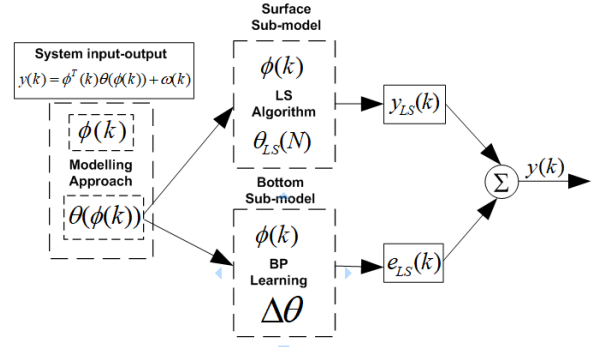 System input-output
y(k) = ϕᵀ(k)θ(ϕ(k)) + ω(k)
ϕ(k)
Modelling
Approach
θ(ϕ(k))
Surface
Sub-model
ϕ(k)
LS
Algorithm
θ_LS(N)
Bottom
Sub-model
ϕ(k)
BP
Learning
Δθ
y_LS(k)
e_LS(k)
Σ
y(k)